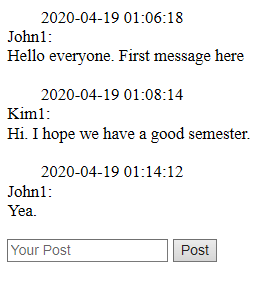 2020-04-19 01:06:18
John1:
Hello everyone. First message here
2020-04-19 01:08:14
Kim1:
Hi. I hope we have a good semester.
2020-04-19 01:14:12
John1:
Yea.
Your Post Post